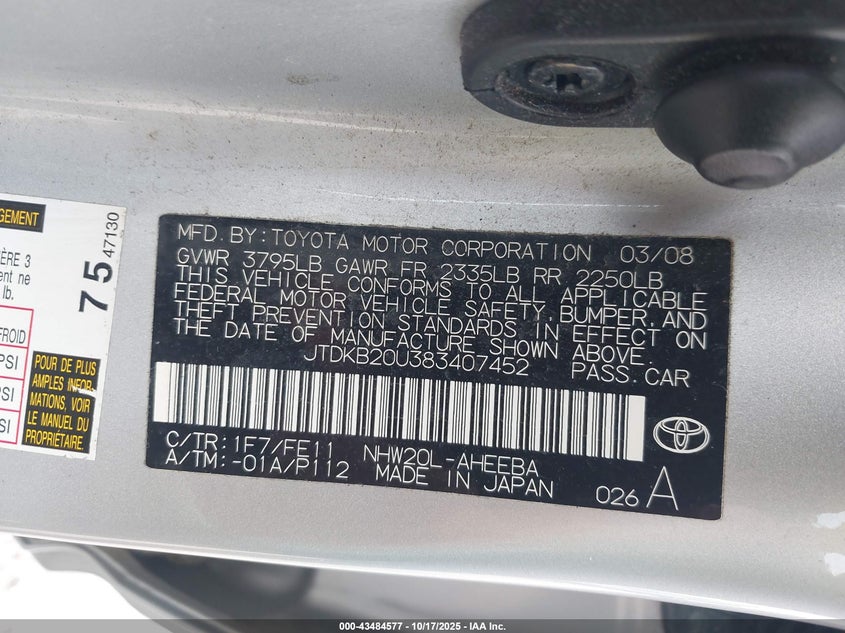 GEMENT
ÈRE 3
ent ne
lb.
FROID
PSI
PSI
SI
75 47130
POUR DE PLUS
AMPLES INFOR-
MATIONS, VOIR
LE MANUEL DU
PROPRIÉTAIRE.
MFD. BY: TOYOTA MOTOR CORPORATION 03/08
GVWR 3795LB GAWR FR 2335LB RR 2250LB
THIS VEHICLE CONFORMS TO ALL APPLICABLE
FEDERAL MOTOR VEHICLE SAFETY, BUMPER, AND
THEFT PREVENTION STANDARDS IN EFFECT ON
THE DATE OF MANUFACTURE SHOWN ABOVE.
JTDKB20U383407452 PASS. CAR
C/TR: 1F7/FE11 NHW20L-AHEEBA
A/TM: -01A/P112 MADE IN JAPAN
026 A
000-43484577 - 10/17/2025 - IAA Inc.